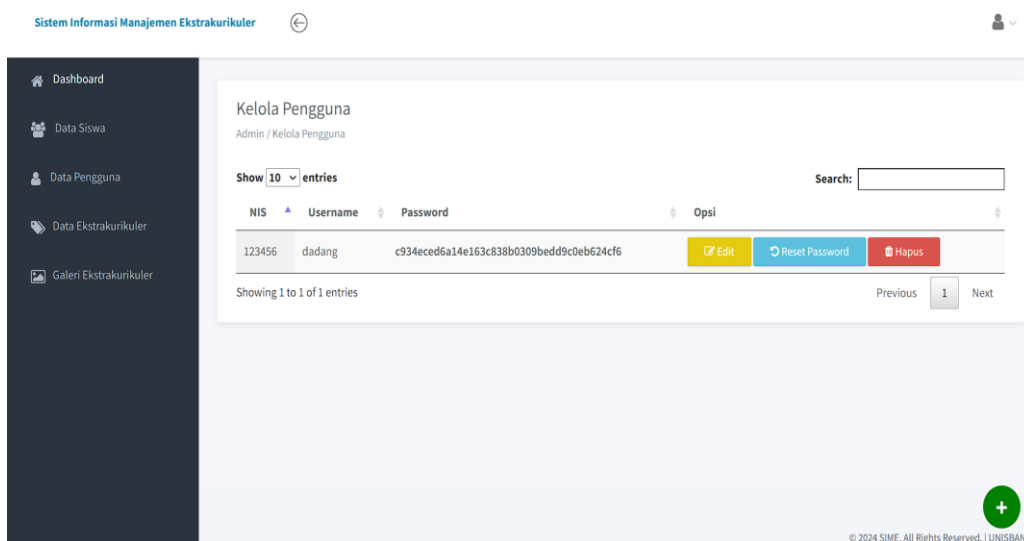 Sistem Informasi Manajemen Ekstrakurikuler
Dashboard
Data Siswa
Data Pengguna
Data Ekstrakurikuler
Galeri Ekstrakurikuler
Kelola Pengguna
Admin / Kelola Pengguna
Show 10 entries Search:
NIS Username Password Opsi
123456 dadang c934eced6a14e163c838b0309bedd9c0eb624cf6 Edit Reset Password Hapus
Showing 1 to 1 of 1 entries Previous 1 Next
© 2024 SIME. All Rights Reserved. | UNISBAN